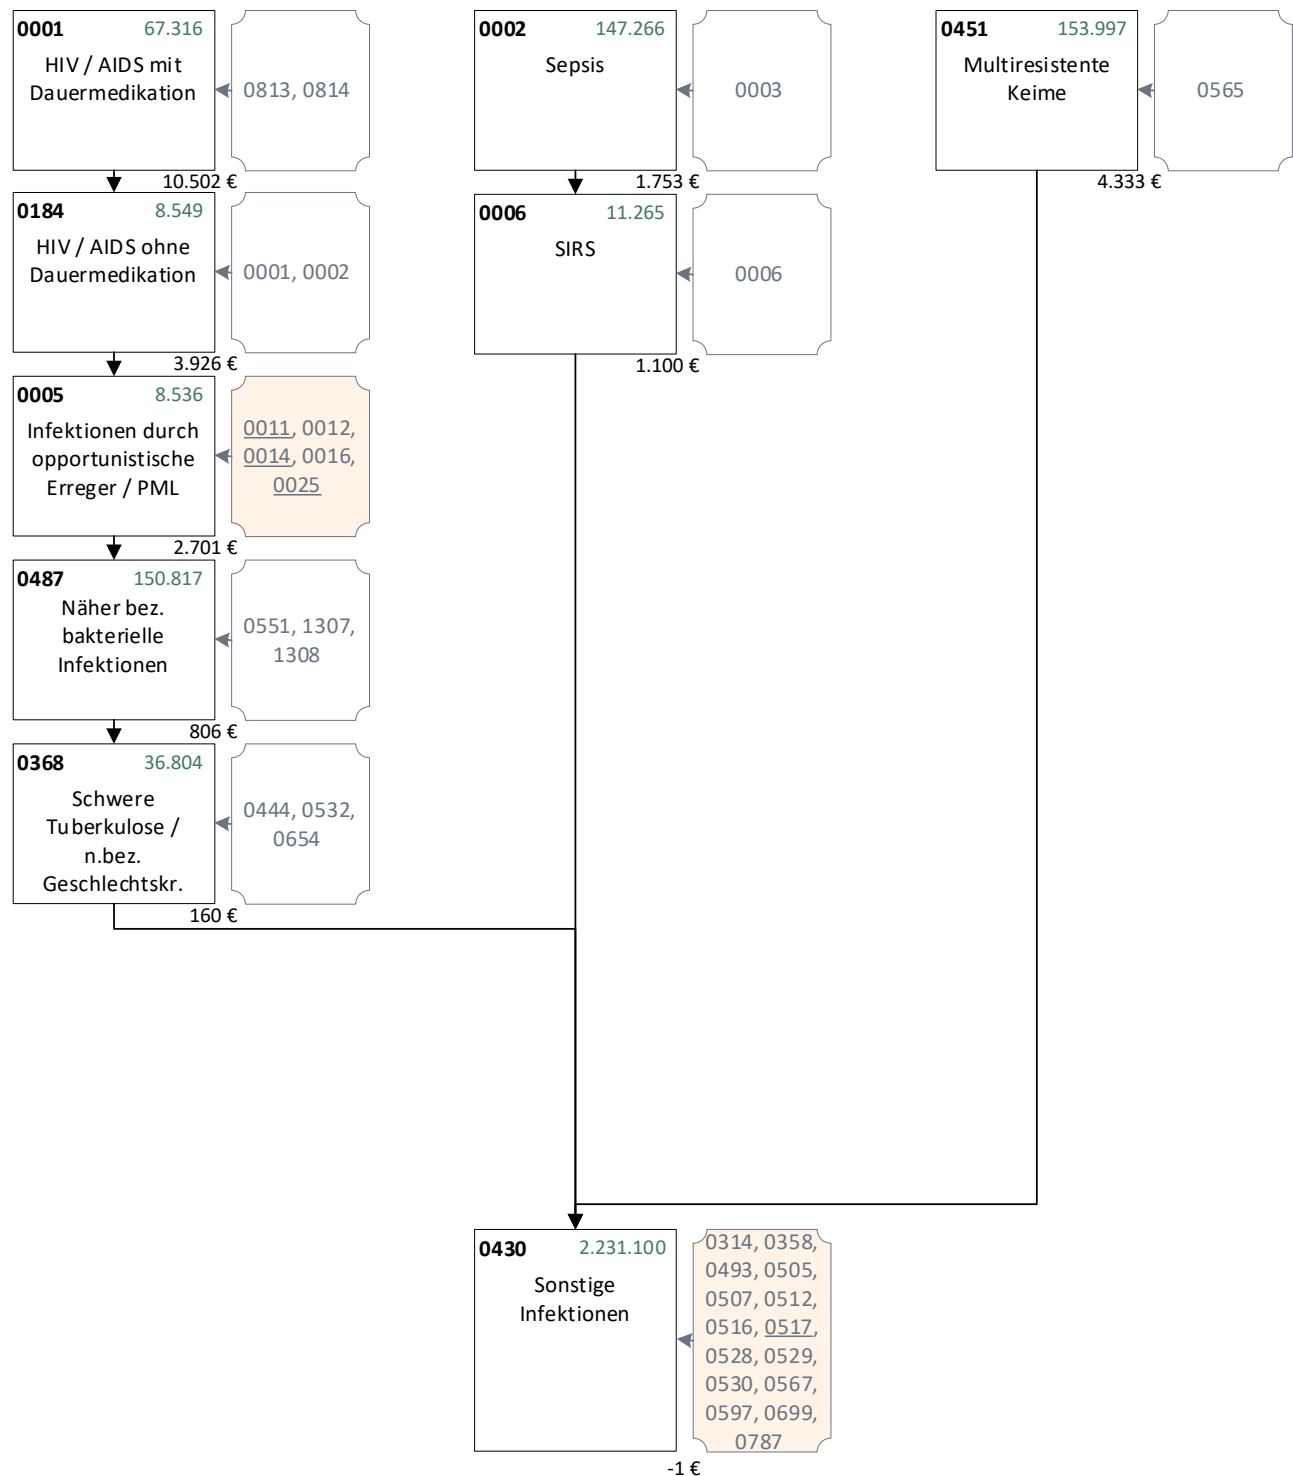 0001 67.316
HIV / AIDS mit
Dauermedikation
0813, 0814
10.502 €
0184 8.549
HIV / AIDS ohne
Dauermedikation
0001, 0002
3.926 €
0005 8.536
Infektionen durch
opportunistische
Erreger / PML
0011, 0012,
0014, 0016,
0025
2.701 €
0487 150.817
Näher bez.
bakterielle
Infektionen
0551, 1307,
1308
806 €
0368 36.804
Schwere
Tuberkulose /
n.bez.
Geschlechtskr.
0444, 0532,
0654
160 €
0002 147.266
Sepsis
0003
1.753 €
0006 11.265
SIRS
0006
1.100 €
0451 153.997
Multiresistente
Keime
0565
4.333 €
0430 2.231.100
Sonstige
Infektionen
0314, 0358,
0493, 0505,
0507, 0512,
0516, 0517,
0528, 0529,
0530, 0567,
0597, 0699,
0787
-1 €